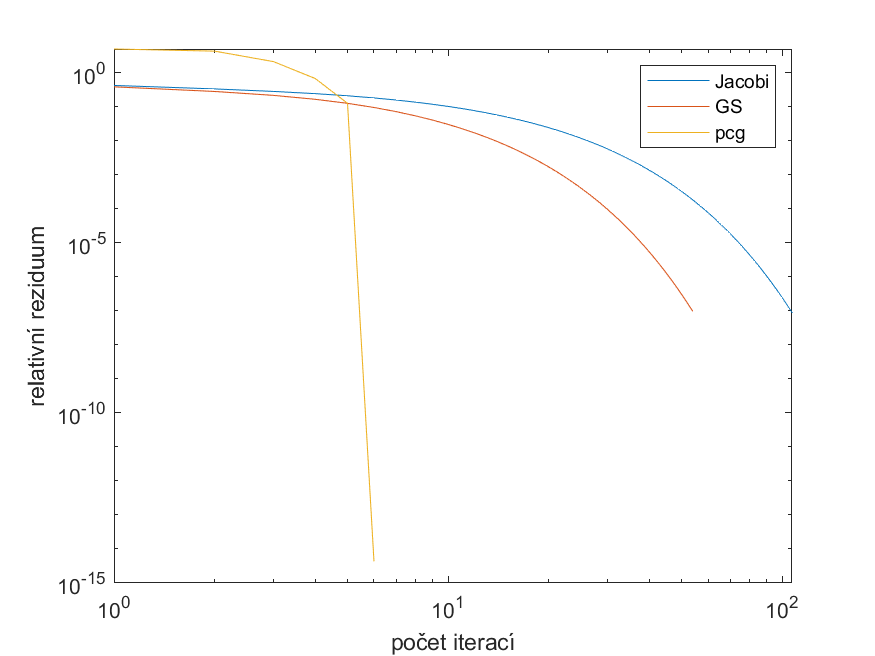 10^0
10^-5
10^-10
10^-15
relativní reziduum
Jacobi
GS
pcg
10^0
10^1
10^2
počet iterací